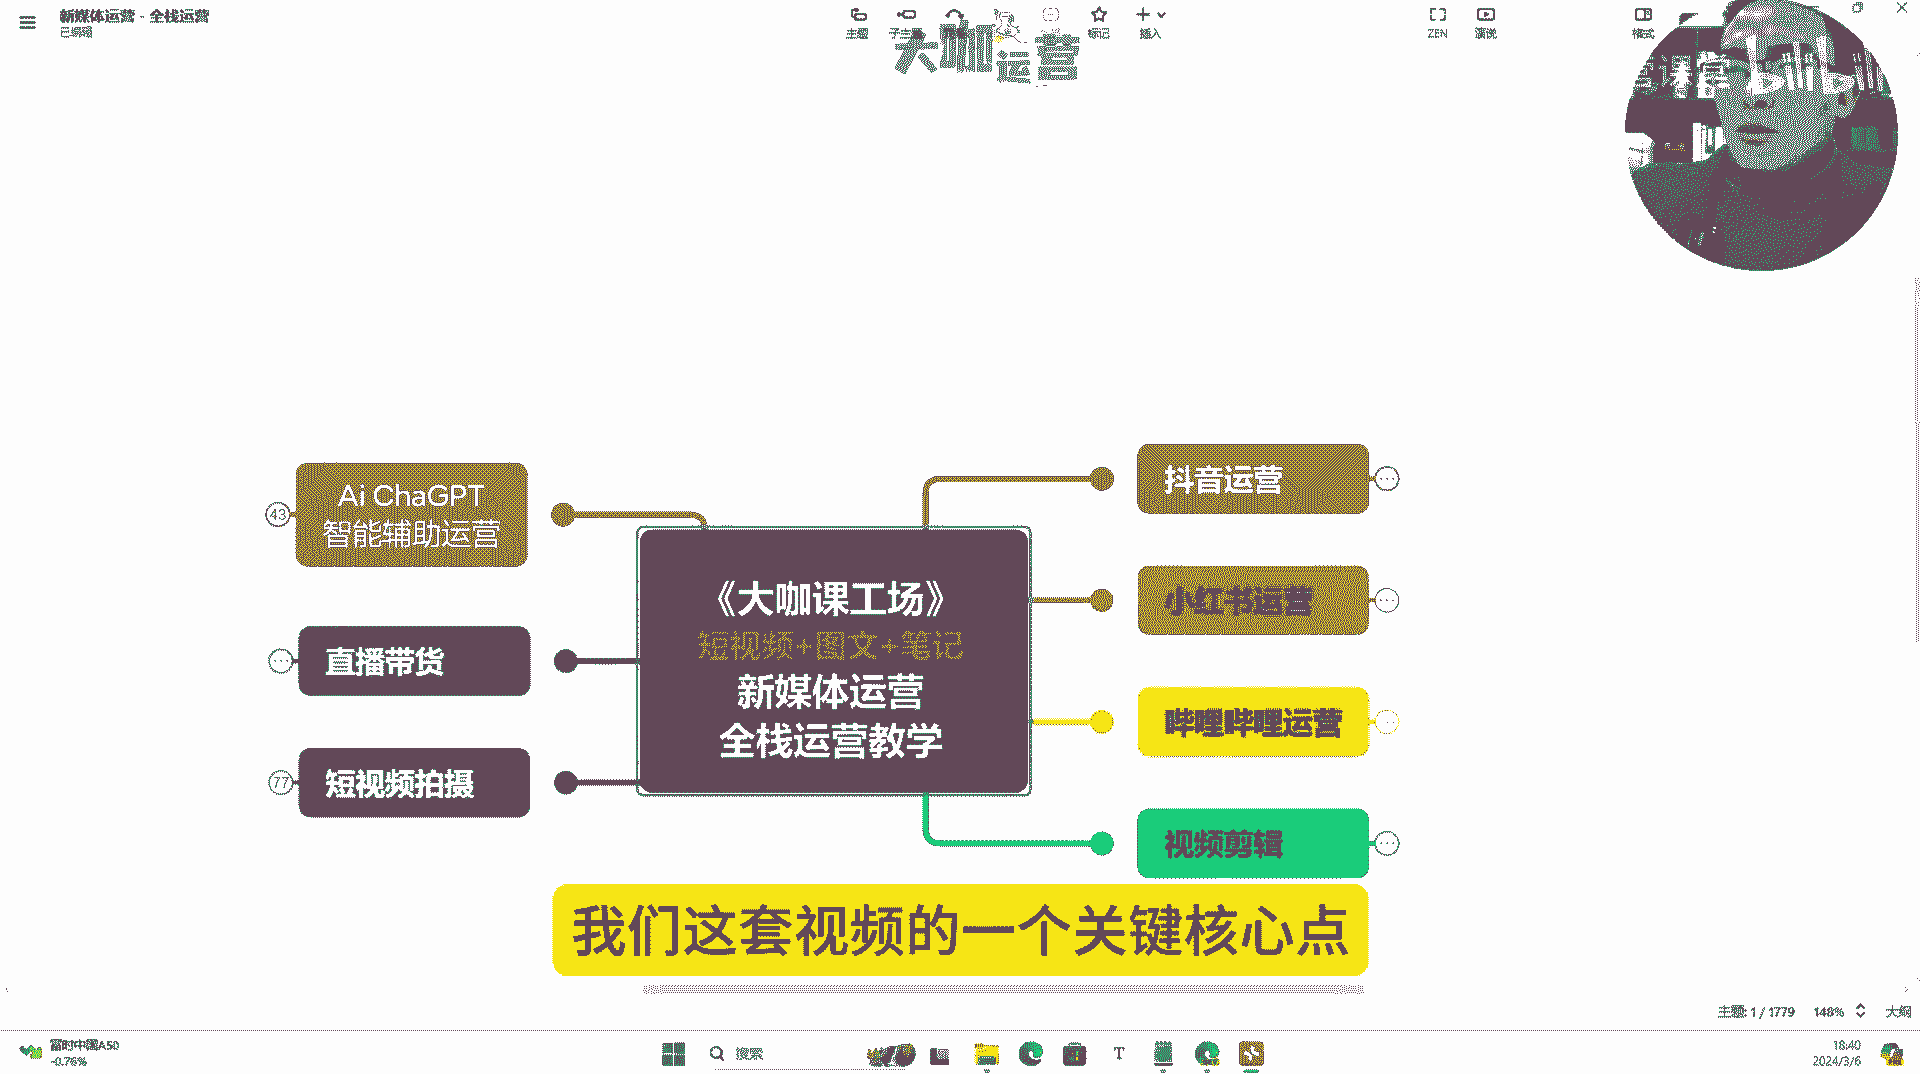 新媒体运营 - 全栈运营
已编辑
主题
标记
插入
ZEN
演说
格式
大咖运营
课堂 bilibili
Ai ChaGPT
智能辅助运营
43
直播带货
短视频拍摄
77
《大咖课工场》
短视频+图文+笔记
新媒体运营
全栈运营教学
抖音运营
小红书运营
哔哩哔哩运营
视频剪辑
我们这套视频的一个关键核心点
主题: 1 / 1779
148%
大纲
富时中国A50
-0.76%
搜索
18:40
2024/3/6